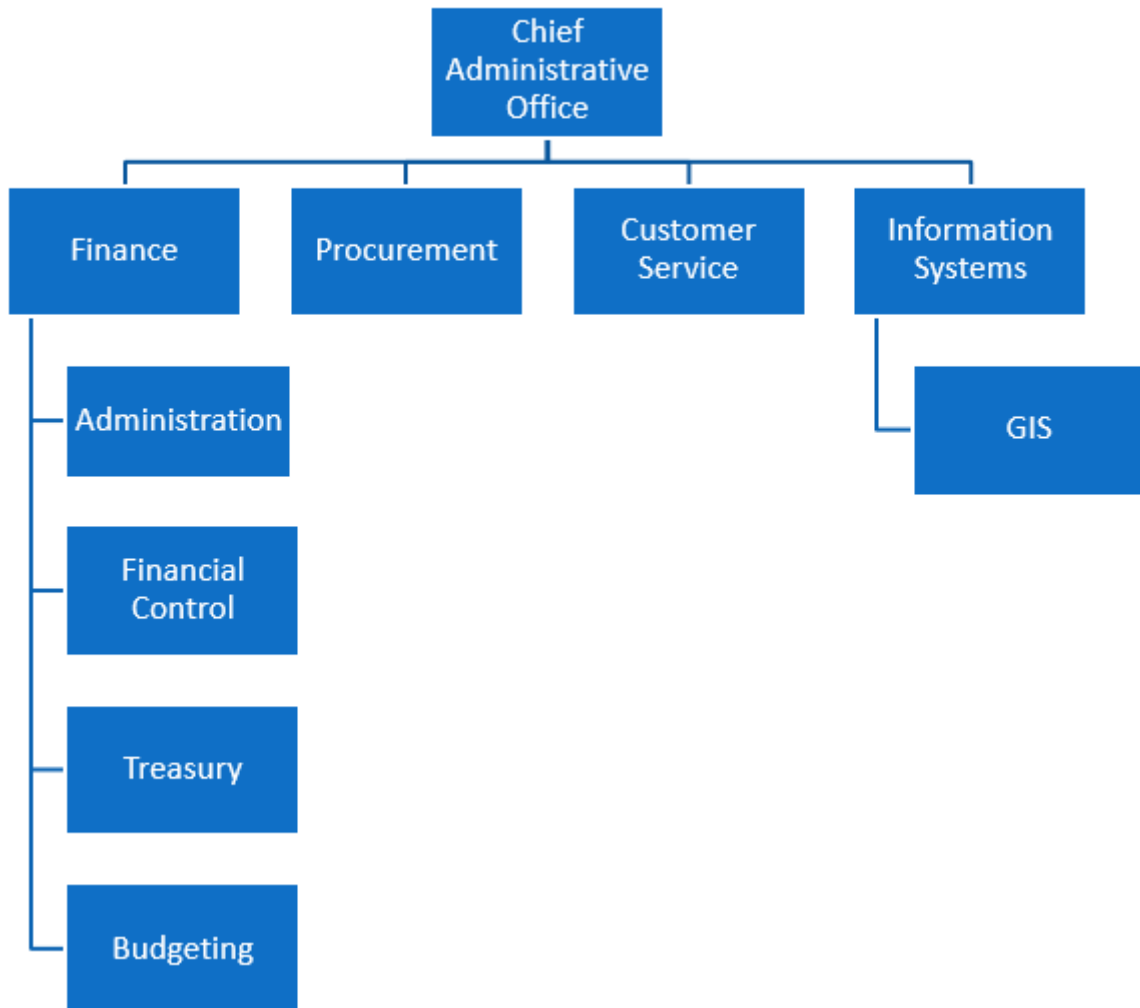 Chief
Administrative
Office
Finance
Procurement
Customer
Service
Information
Systems
Administration
GIS
Financial
Control
Treasury
Budgeting